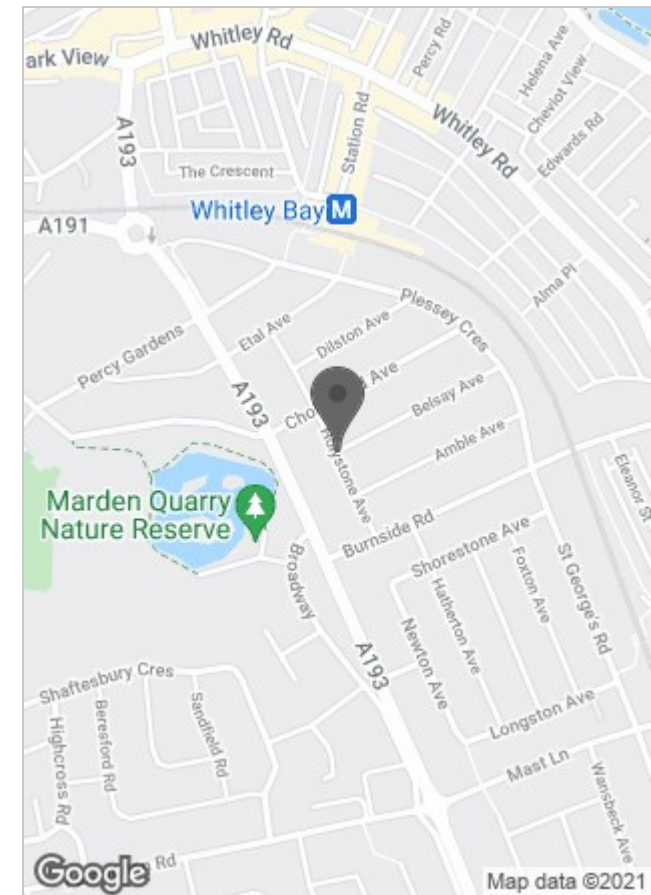 Whitley Rd
ark View
A193
Percy Rd
Helena Ave
Cheviot View
Edwards Rd
Station Rd
Whitley Rd
The Crescent
Whitley Bay M
A191
Alma Pl
Plessey Cres
Etal Ave
Dilston Ave
Percy Gardens
A193
Belsay Ave
Amble Ave
Holystone Ave
Marden Quarry
Nature Reserve
Broadway
Burnside Rd
Shorestone Ave
Eleanor St
Foxton Ave
St George's Rd
Hatherton Ave
Newton Ave
A193
Shaftesbury Cres
Sandfield Rd
Beresford Rd
Highcross Rd
Longston Ave
Mast Ln
Wansbeck Ave
Rd
Google
Map data ©2021